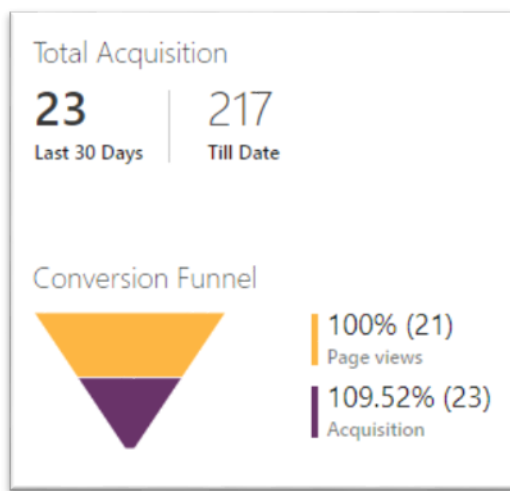 Total Acquisition
23
217
Last 30 Days
Till Date
Conversion Funnel
100% (21)
Page views
109.52% (23)
Acquisition